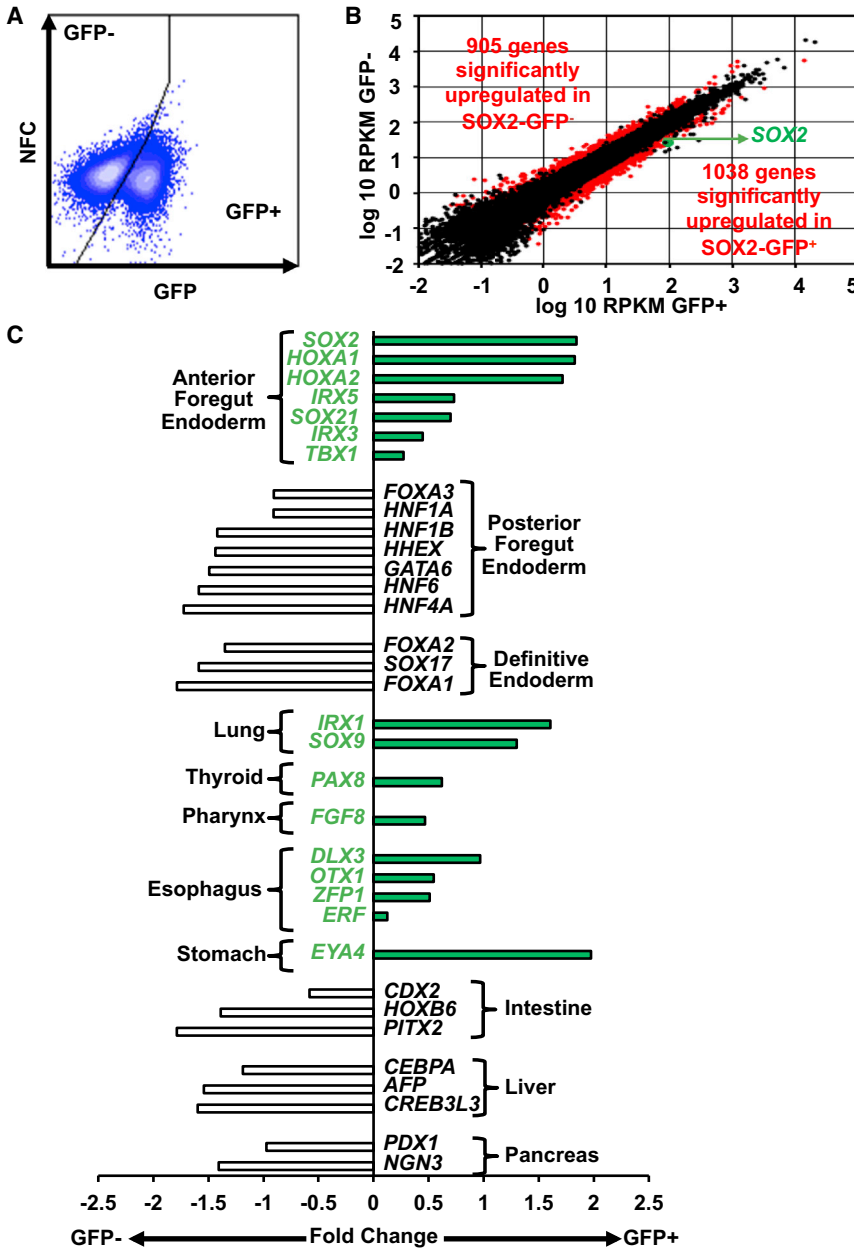 A
GFP-
NFC
GFP+
GFP
B
5
4
3
2
1
0
-1
-2
log 10 RPKM GFP-
905 genes
significantly
upregulated in
SOX2-GFP-
SOX2
1038 genes
significantly
upregulated in
SOX2-GFP+
-2 -1 0 1 2 3 4 5
log 10 RPKM GFP+
C
Anterior
Foregut
Endoderm
SOX2
HOXA1
HOXA2
IRX5
SOX21
IRX3
TBX1
FOXA3
HNF1A
HNF1B
HHEX
GATA6
HNF6
HNF4A
Posterior
Foregut
Endoderm
FOXA2
SOX17
FOXA1
Definitive
Endoderm
Lung
IRX1
SOX9
Thyroid
PAX8
Pharynx
FGF8
Esophagus
DLX3
OTX1
ZFP1
ERF
Stomach
EYA4
CDX2
HOXB6
PITX2
Intestine
CEBPA
AFP
CREB3L3
Liver
PDX1
NGN3
Pancreas
-2.5 -2 -1.5 -1 -0.5 0 0.5 1 1.5 2 2.5
GFP- Fold Change GFP+